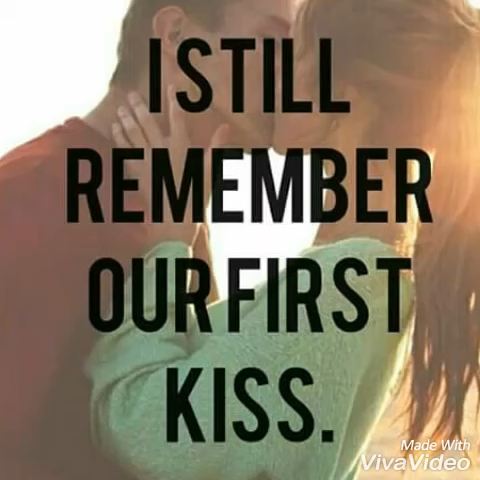 I STILL
REMEMBER
OUR FIRST
KISS.
Made With
VivaVideo